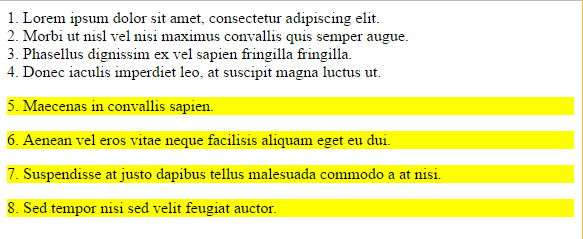 1. Lorem ipsum dolor sit amet, consectetur adipiscing elit.
2. Morbi ut nisl vel nisi maximus convallis quis semper augue.
3. Phasellus dignissim ex vel sapien fringilla fringilla.
4. Donec iaculis imperdiet leo, at suscipit magna luctus ut.
5. Maecenas in convallis sapien.
6. Aenean vel eros vitae neque facilisis aliquam eget eu dui.
7. Suspendisse at justo dapibus tellus malesuada commodo a at nisi.
8. Sed tempor nisi sed velit feugiat auctor.